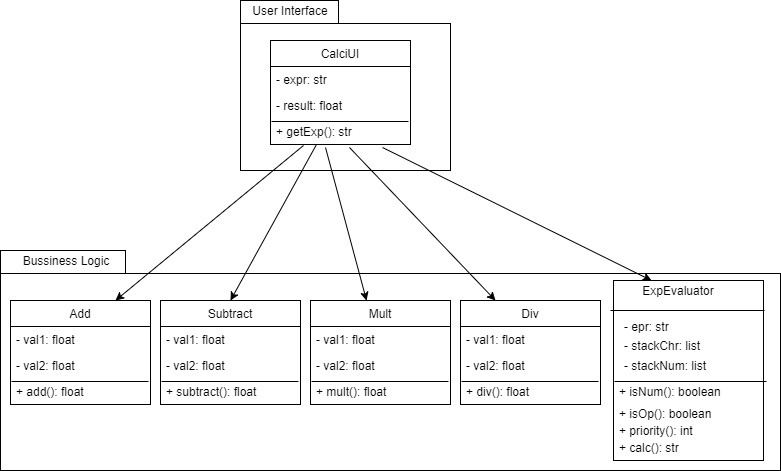 User Interface
CalciUI
- expr: str
- result: float
+ getExp(): str
Bussiness Logic
Add
- val1: float
- val2: float
+ add(): float
Subtract
- val1: float
- val2: float
+ subtract(): float
Mult
- val1: float
- val2: float
+ mult(): float
Div
- val1: float
- val2: float
+ div(): float
ExpEvaluator
- epr: str
- stackChr: list
- stackNum: list
+ isNum(): boolean
+ isOp(): boolean
+ priority(): int
+ calc(): str